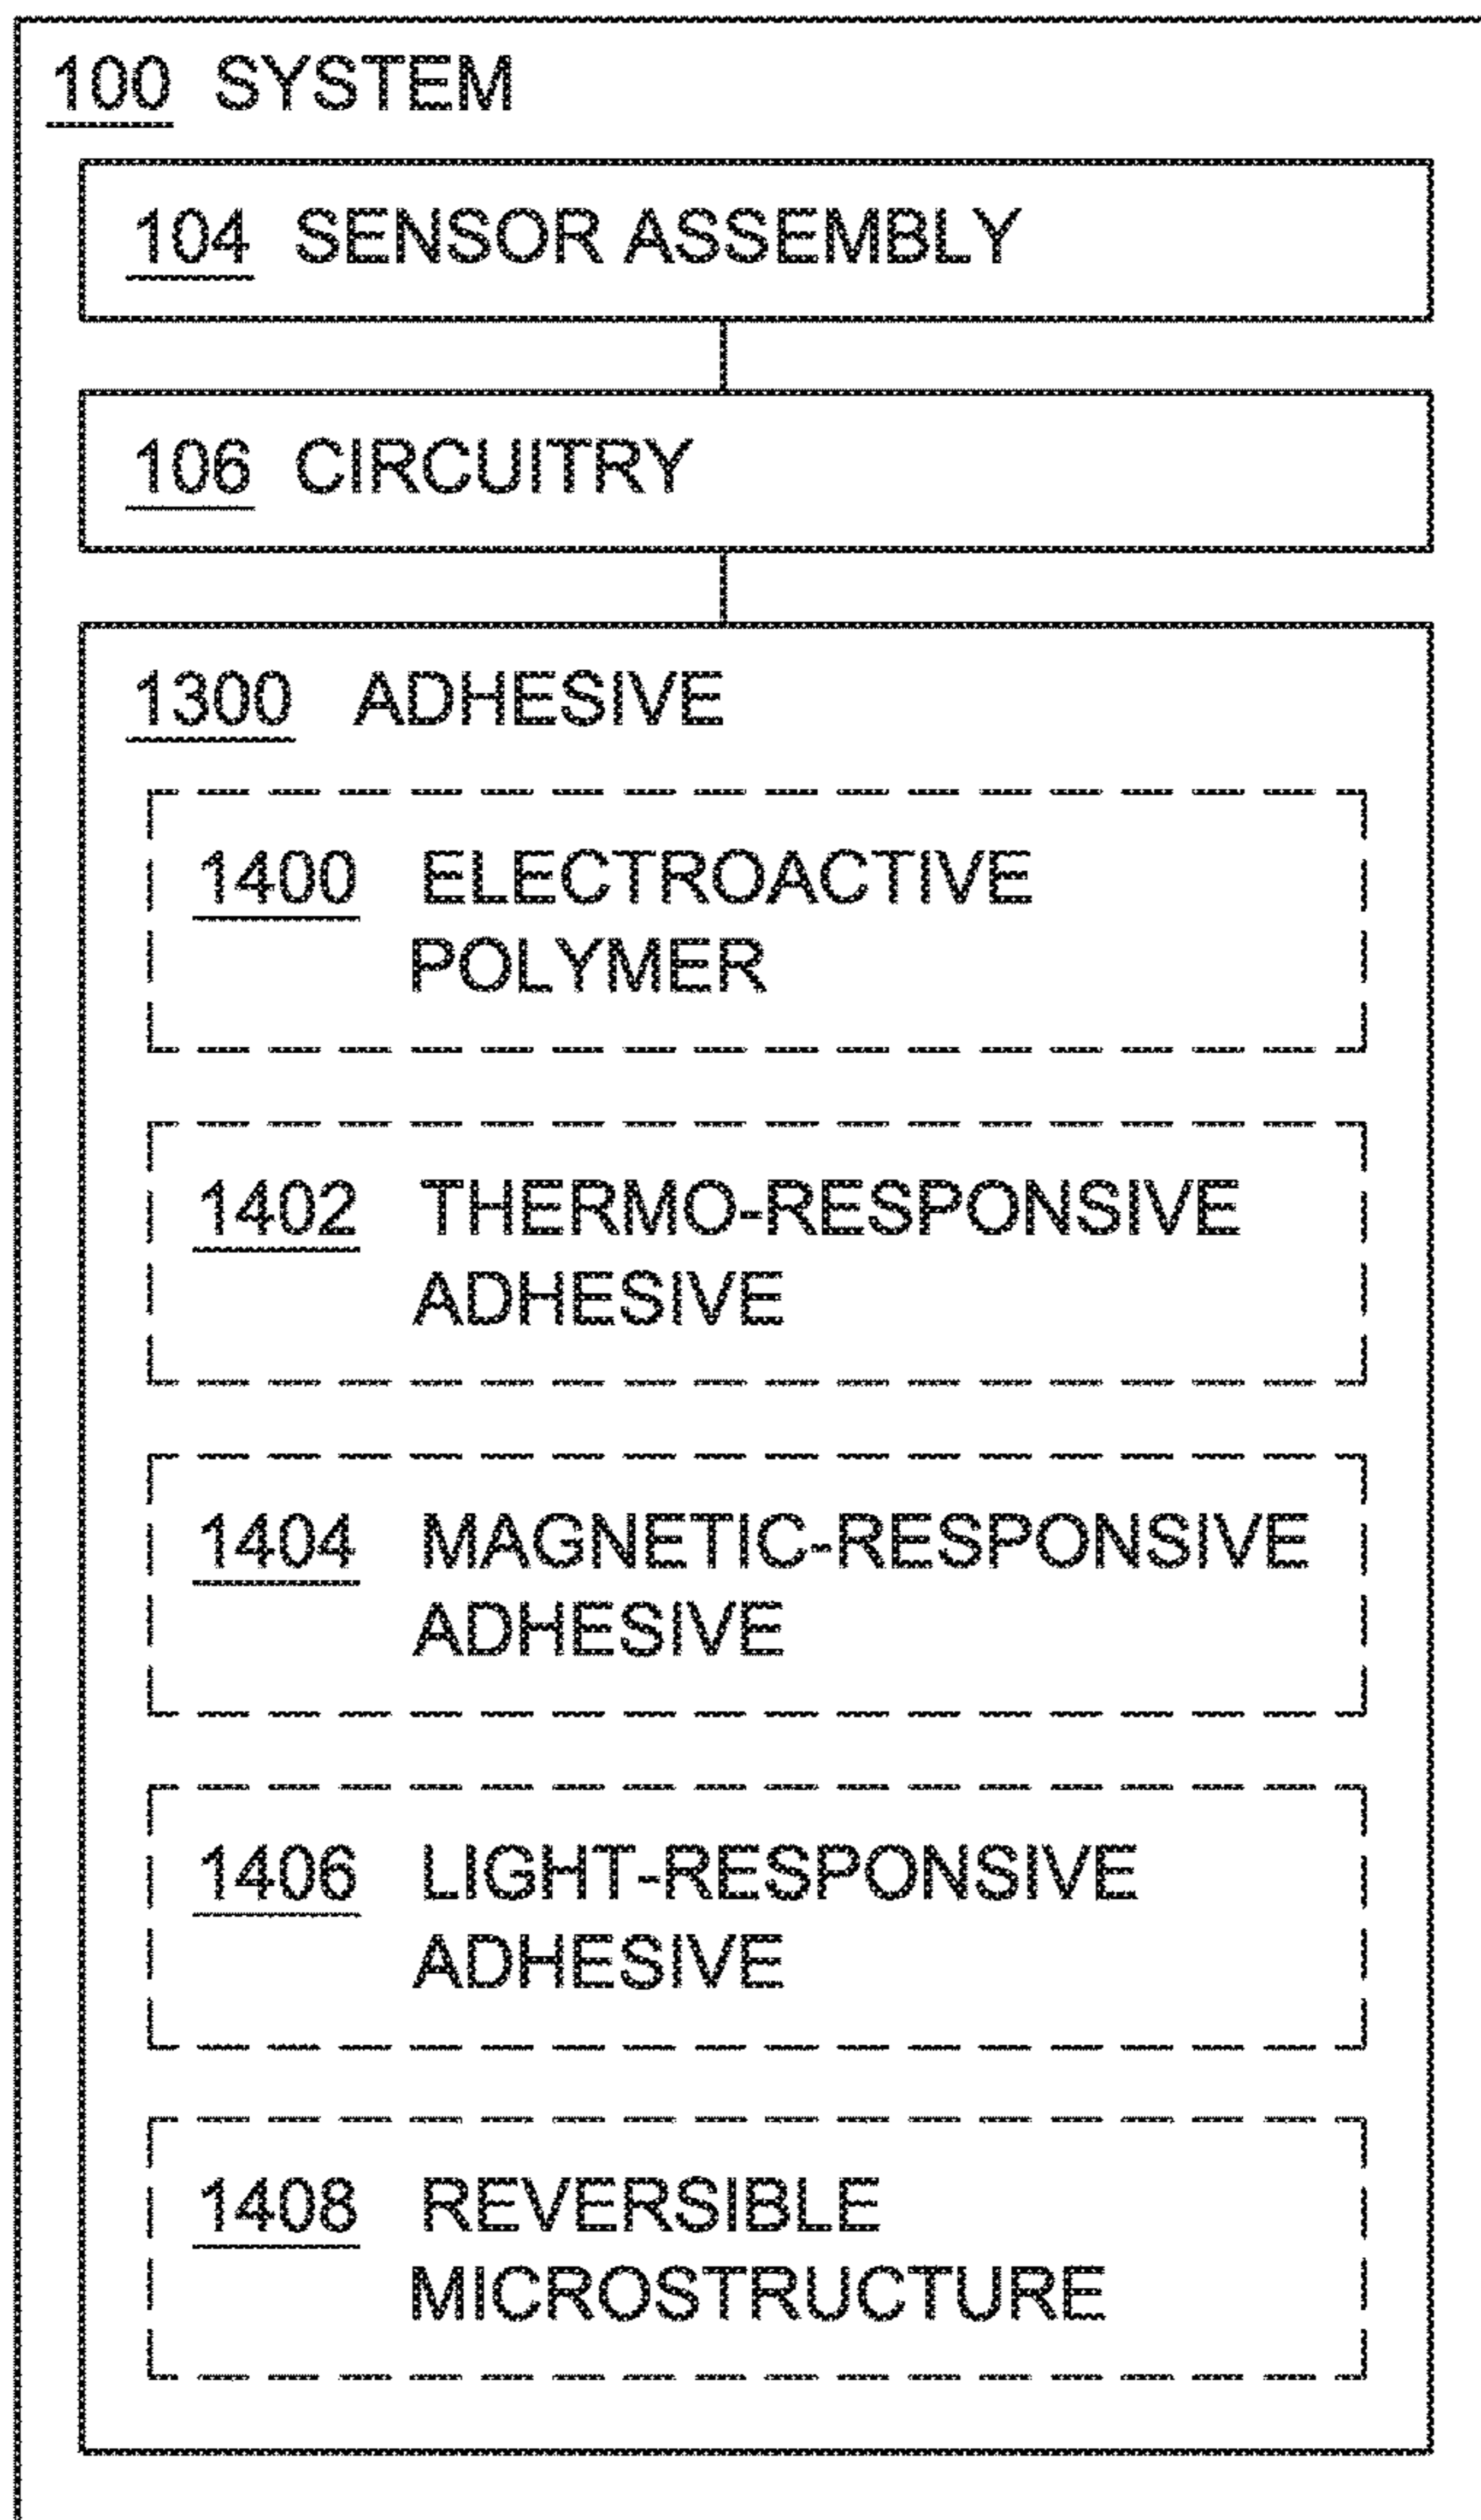 100 SYSTEM
104 SENSOR ASSEMBLY
106 CIRCUITRY
1300 ADHESIVE
1400 ELECTROACTIVE
POLYMER
1402 THERMO-RESPONSIVE
ADHESIVE
1404 MAGNETIC-RESPONSIVE
ADHESIVE
1406 LIGHT-RESPONSIVE
ADHESIVE
1408 REVERSIBLE
MICROSTRUCTURE